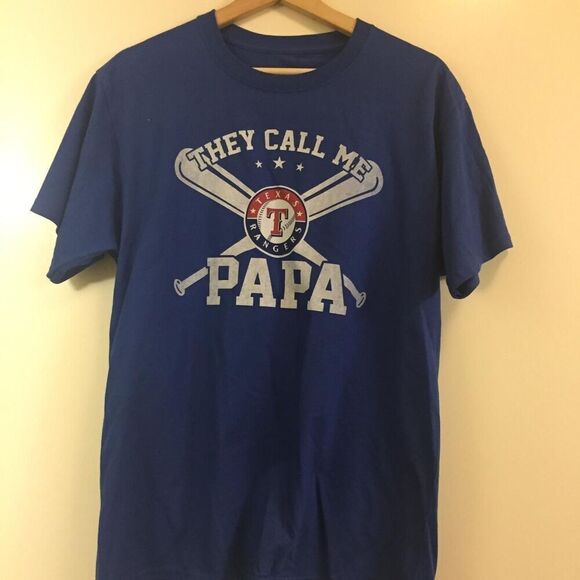 THEY CALL ME
TEXAS
T
RANGERS
PAPA